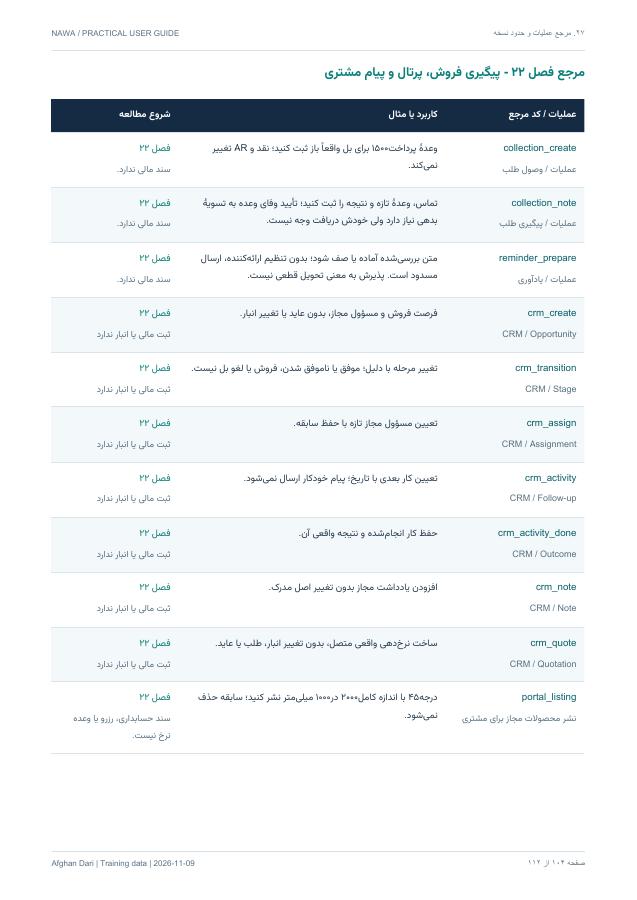 NAWA / PRACTICAL USER GUIDE
۲۷. مرجع عملیات و حدود نسخه
مرجع فصل ۲۲ - پیگیری فروش، پرتال و پیام مشتری
عملیات / کد مرجع
کاربرد یا مثال
شروع مطالعه
collection_create
عملیات / وصول طلب
وعدهٔ پرداخت۱۵۰۰ برای بل واقعاً باز ثبت کنید؛ نقد و AR تغییر
نمی‌کند.
فصل ۲۲
سند مالی ندارد.
collection_note
عملیات / پیگیری طلب
تماس، وعدهٔ تازه و نتیجه را ثبت کنید؛ تأیید وفای وعده به تسویهٔ
بدهی نیاز دارد ولی خودش دریافت وجه نیست.
فصل ۲۲
سند مالی ندارد.
reminder_prepare
عملیات / یادآوری
متن بررسی‌شده آماده یا صف شود؛ بدون تنظیم ارائه‌کننده، ارسال
مسدود است. پذیرش به معنی تحویل قطعی نیست.
فصل ۲۲
سند مالی ندارد.
crm_create
CRM / Opportunity
فرصت فروش و مسؤول مجاز، بدون عاید یا تغییر انبار.
فصل ۲۲
ثبت مالی یا انبار ندارد
crm_transition
CRM / Stage
تغییر مرحله با دلیل؛ موفق یا ناموفق شدن، فروش یا لغو بل نیست.
فصل ۲۲
ثبت مالی یا انبار ندارد
crm_assign
CRM / Assignment
تعیین مسؤول مجاز تازه با حفظ سابقه.
فصل ۲۲
ثبت مالی یا انبار ندارد
crm_activity
CRM / Follow-up
تعیین کار بعدی با تاریخ؛ پیام خودکار ارسال نمی‌شود.
فصل ۲۲
ثبت مالی یا انبار ندارد
crm_activity_done
CRM / Outcome
حفظ کار انجام‌شده و نتیجه واقعی آن.
فصل ۲۲
ثبت مالی یا انبار ندارد
crm_note
CRM / Note
افزودن یادداشت مجاز بدون تغییر اصل مدرک.
فصل ۲۲
ثبت مالی یا انبار ندارد
crm_quote
CRM / Quotation
ساخت نرخ‌دهی واقعی متصل، بدون تغییر انبار، طلب یا عاید.
فصل ۲۲
ثبت مالی یا انبار ندارد
portal_listing
نشر محصولات مجاز برای مشتری
درجه۴۵ با اندازه کامل۲۰۰۰ در۱۰۰۰ میلی‌متر نشر کنید؛ سابقه حذف
نمی‌شود.
فصل ۲۲
سند حسابداری، رزرو یا وعده
نرخ نیست.
Afghan Dari | Training data | 2026-11-09
صفحه ۱۰۴ از ۱۱۲